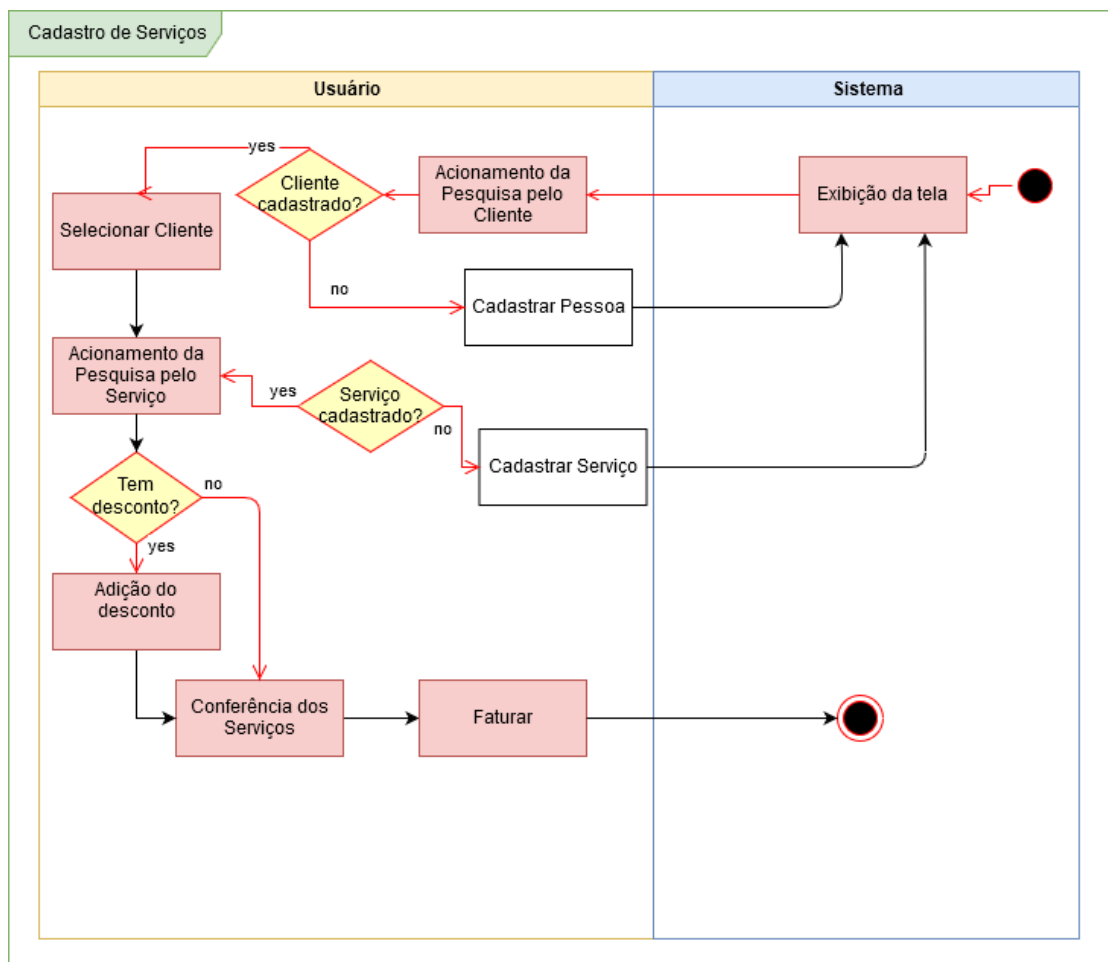 Cadastro de Serviços
Usuário
Sistema
yes
Cliente
cadastrado?
Acionamento da
Pesquisa pelo
Cliente
Exibição da tela
Selecionar Cliente
no
Cadastrar Pessoa
Acionamento da
Pesquisa pelo
Serviço
yes
Serviço
cadastrado?
no
Cadastrar Serviço
Tem
desconto?
no
yes
Adição do
desconto
Conferência dos
Serviços
Faturar